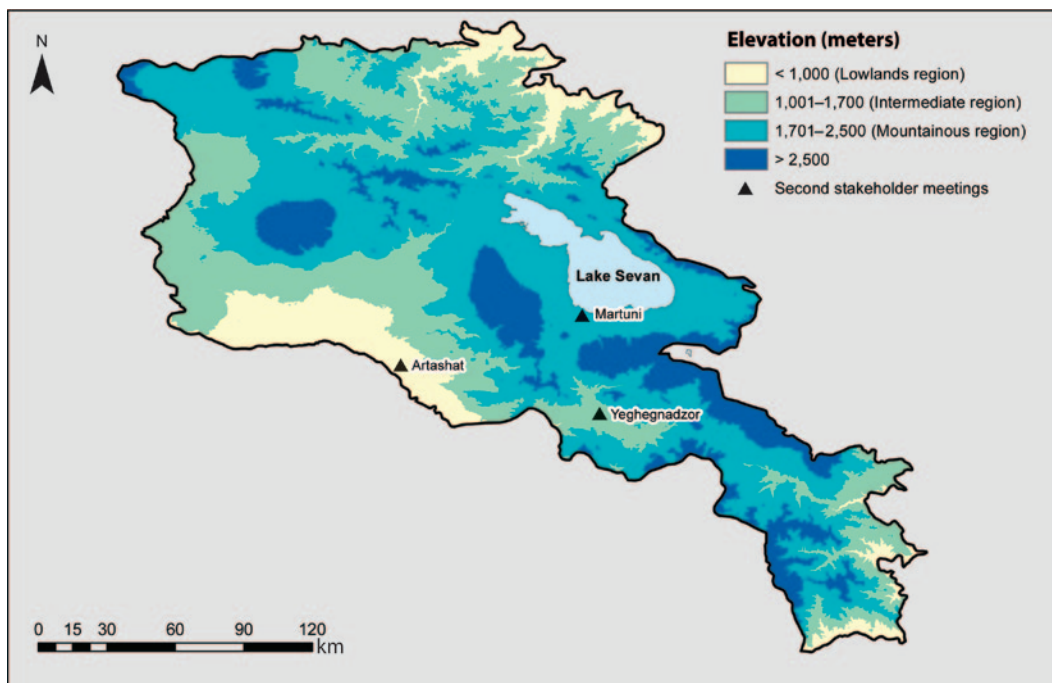 N
Elevation (meters)
< 1,000 (Lowlands region)
1,001–1,700 (Intermediate region)
1,701–2,500 (Mountainous region)
> 2,500
Second stakeholder meetings
Lake Sevan
Martuni
Artashat
Yeghegnadzor
0 15 30 60 90 120
km